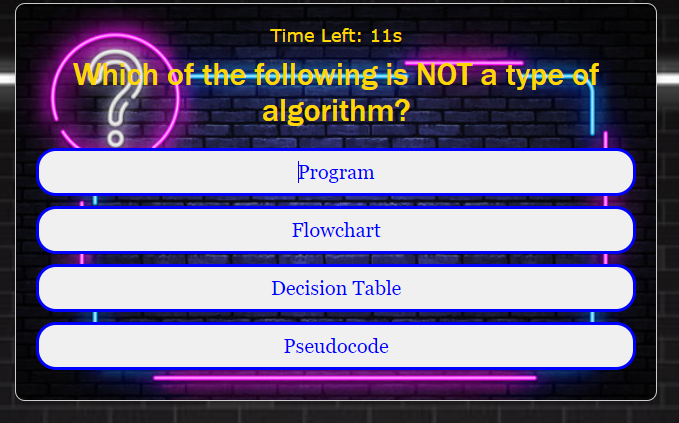 Time Left: 11s
Which of the following is NOT a type of
algorithm?
Program
Flowchart
Decision Table
Pseudocode